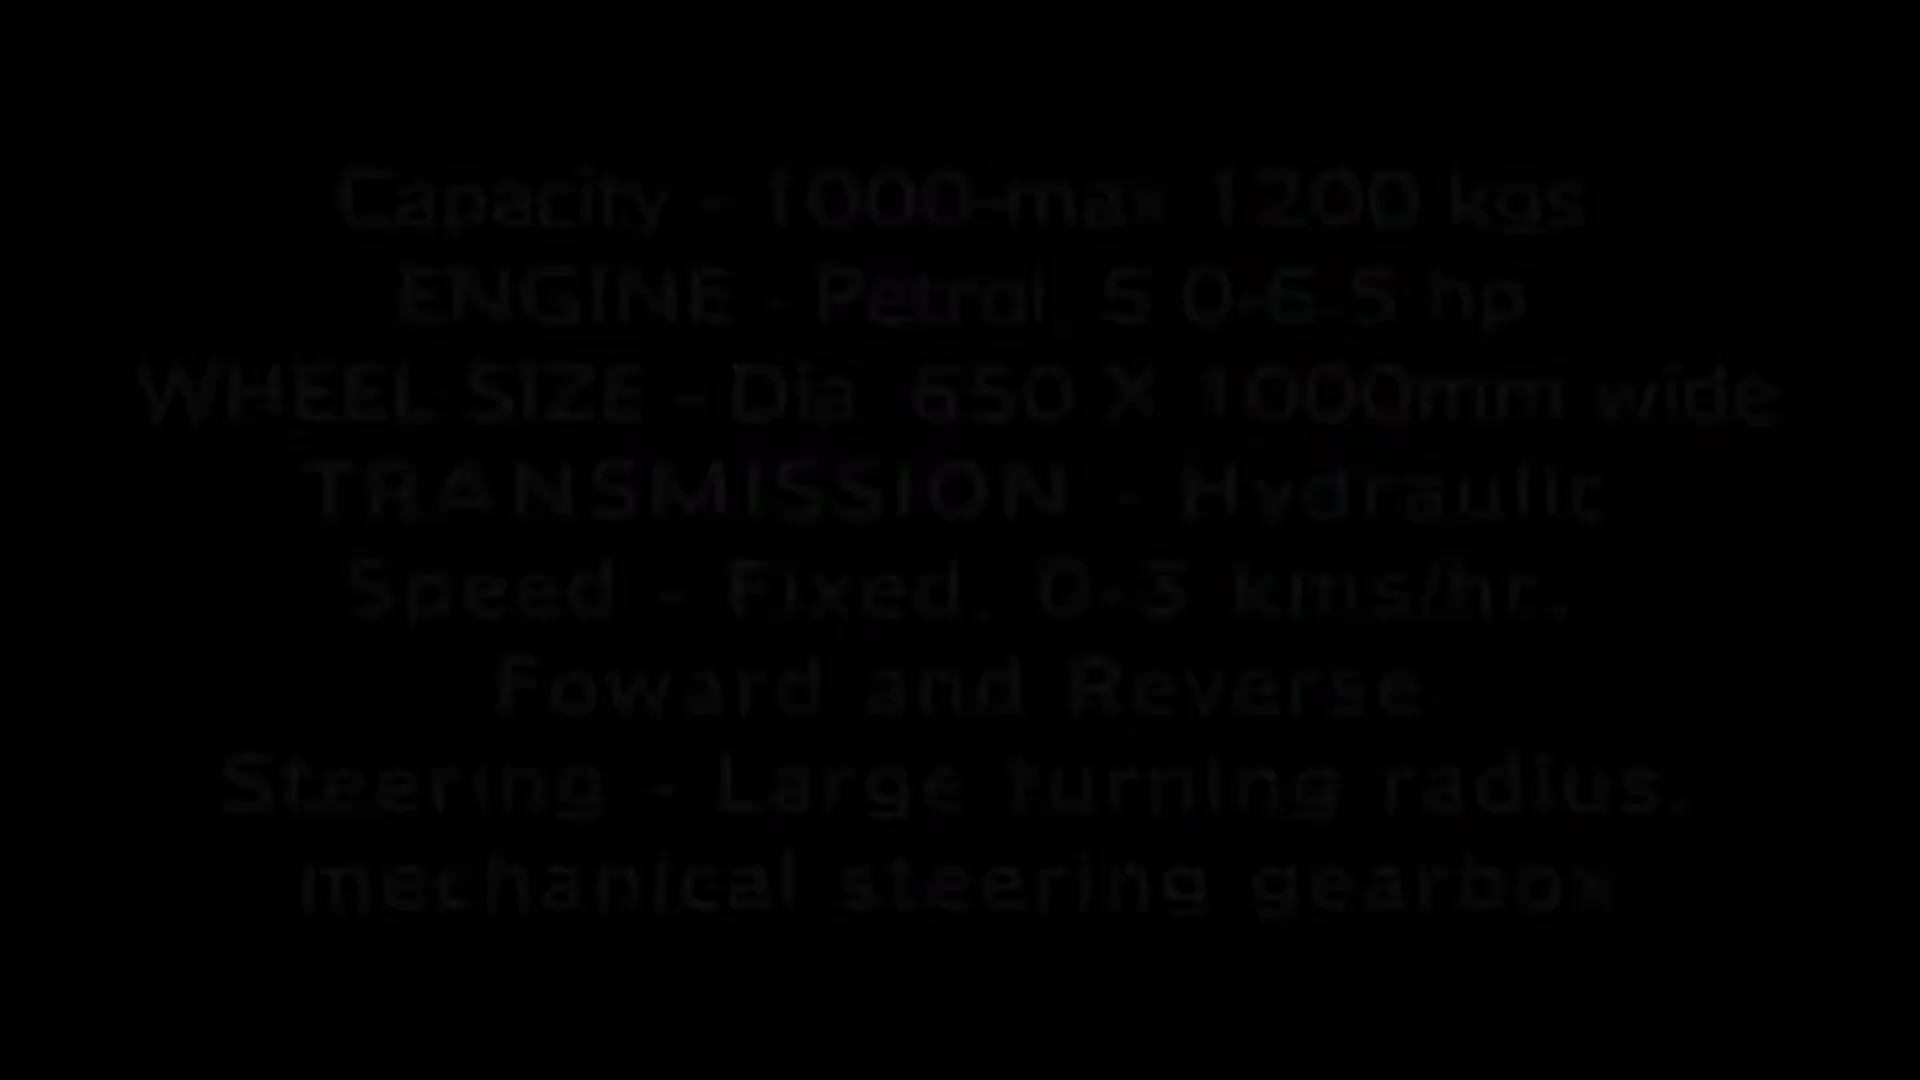 Capacity - 1000-max 1200 kgs
ENGINE - Petrol, 5.0-6.5 hp
WHEEL SIZE - Dia. 650 X 1000mm wide
TRANSMISSION - Hydraulic
Speed - Fixed, 0-3 kms/hr.
Foward and Reverse
Steering - Large turning radius,
mechanical steering gearbox